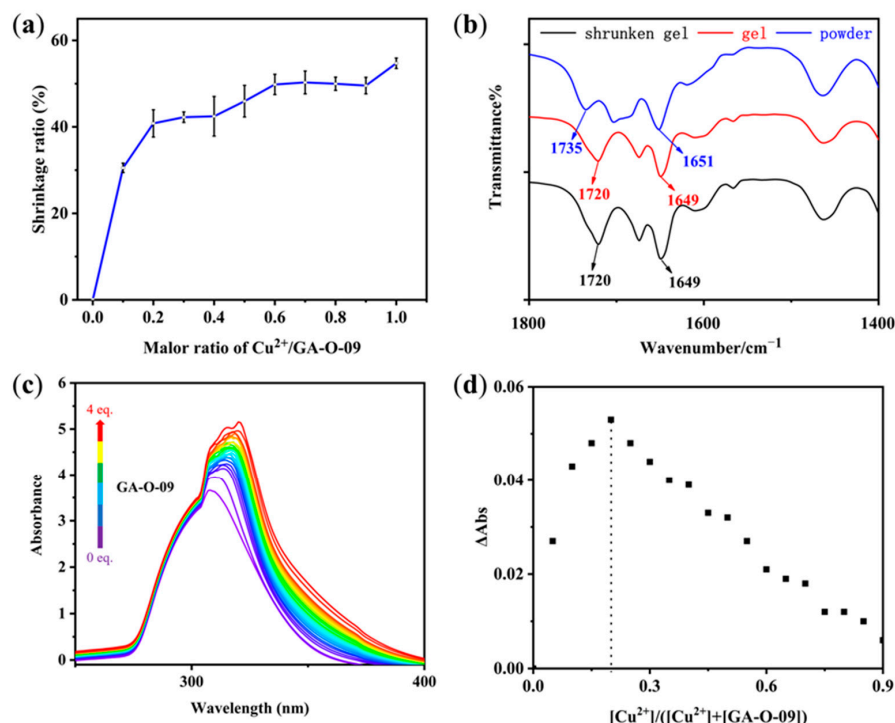 (a)
60
40
20
0
Shrinkage ratio (%)
0.0 0.2 0.4 0.6 0.8 1.0
Malor ratio of Cu²⁺/GA-O-09
(b)
shrunken gel gel powder
Transmittance%
1735 1651
1720 1649
1720 1649
1800 1600 1400
Wavenumber/cm⁻¹
(c)
6
5
4
3
2
1
0
Absorbance
4 eq.
GA-O-09
0 eq.
300 400
Wavelength (nm)
(d)
0.06
0.04
0.02
0.00
ΔAbs
0.0 0.3 0.6 0.9
[Cu²⁺]/([Cu²⁺]+[GA-O-09])